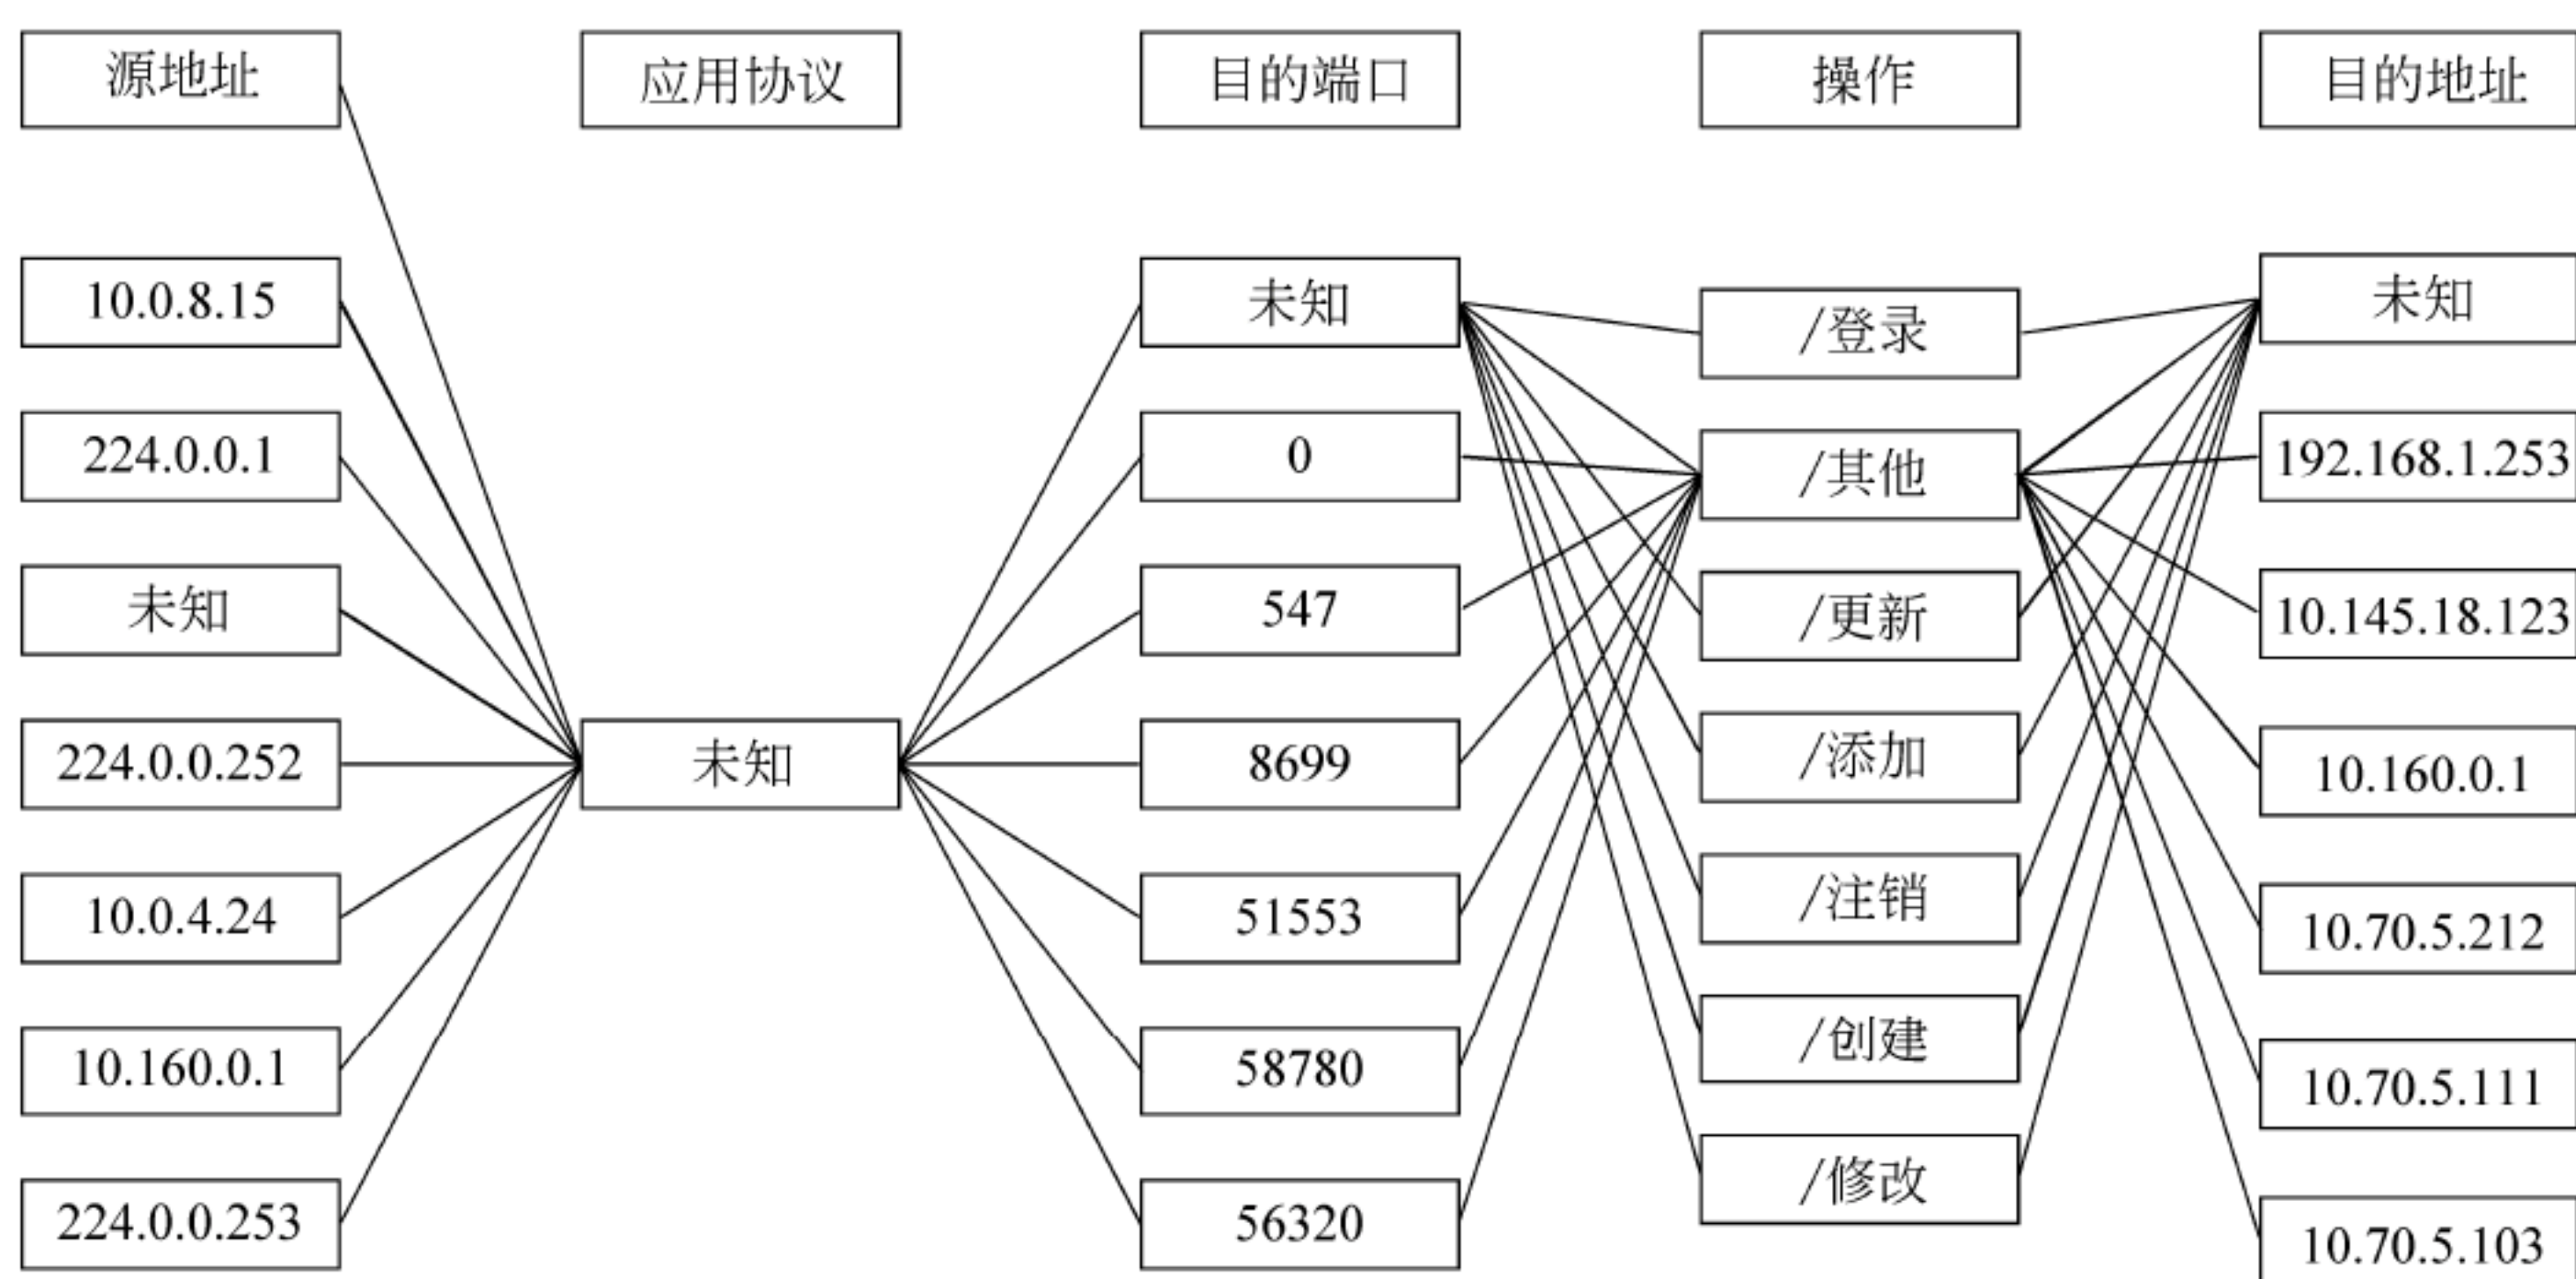 源地址
应用协议
目的端口
操作
目的地址
10.0.8.15
224.0.0.1
未知
224.0.0.252
10.0.4.24
10.160.0.1
224.0.0.253
未知
未知
0
547
8699
51553
58780
56320
/登录
/其他
/更新
/添加
/注销
/创建
/修改
未知
192.168.1.253
10.145.18.123
10.160.0.1
10.70.5.212
10.70.5.111
10.70.5.103